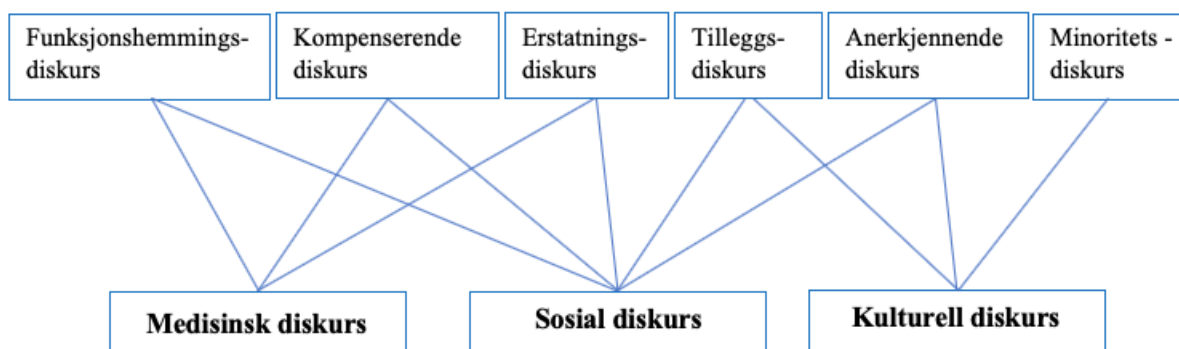 Funksjonshemmings-
diskurs
Kompenserende
diskurs
Erstatnings-
diskurs
Tilleggs-
diskurs
Anerkjennende
diskurs
Minoritets -
diskurs
Medisinsk diskurs
Sosial diskurs
Kulturell diskurs